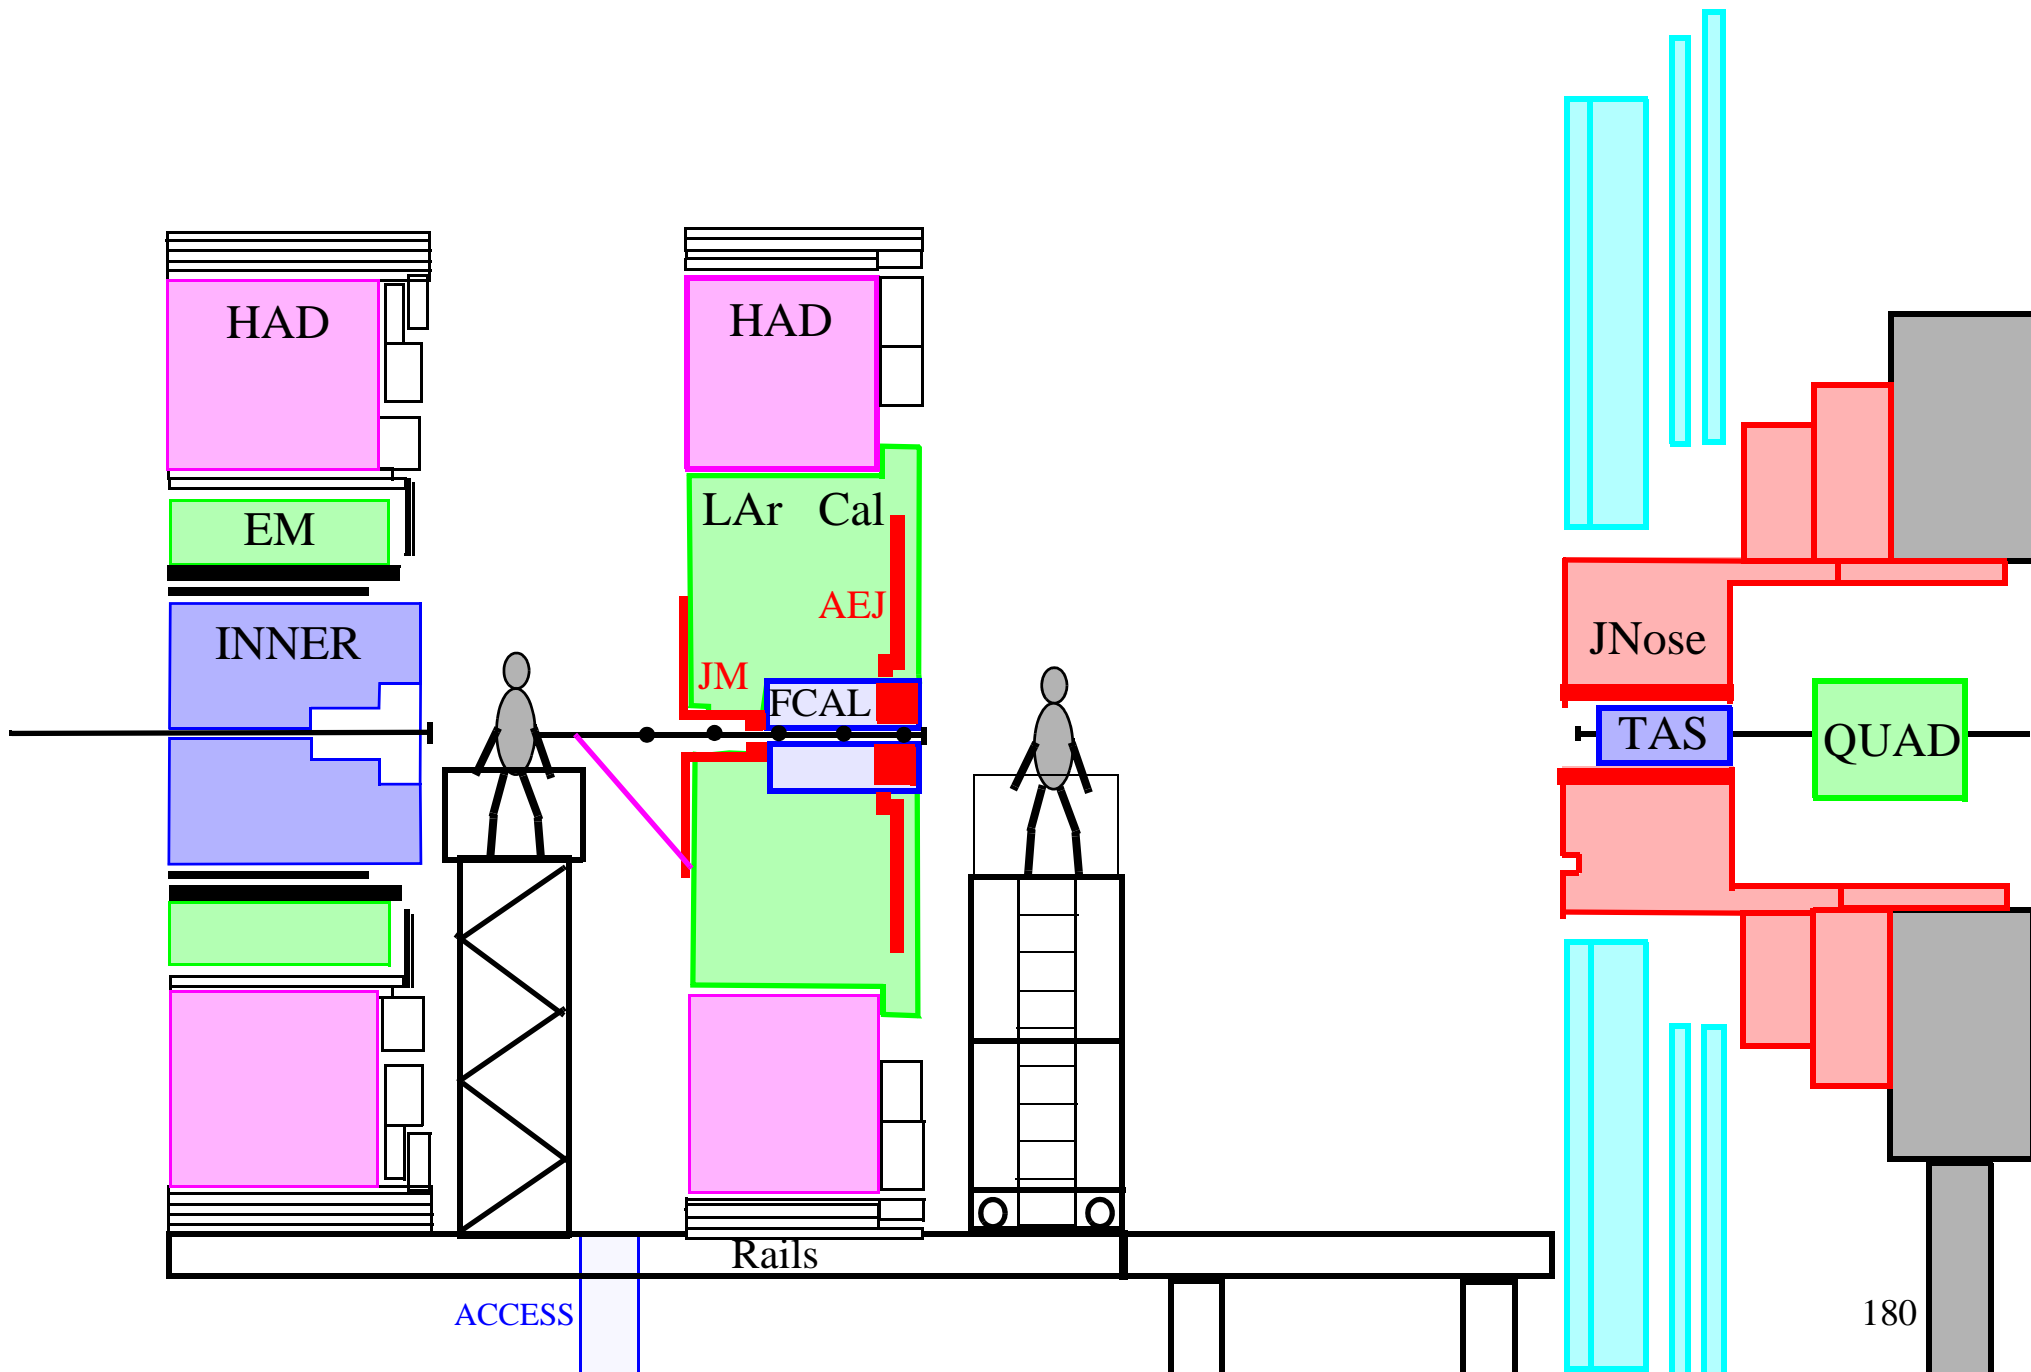 HAD
HAD
LAr Cal
EM
AEJ
INNER
JNose
JM
FCAL
TAS
QUAD
Rails
ACCESS
180